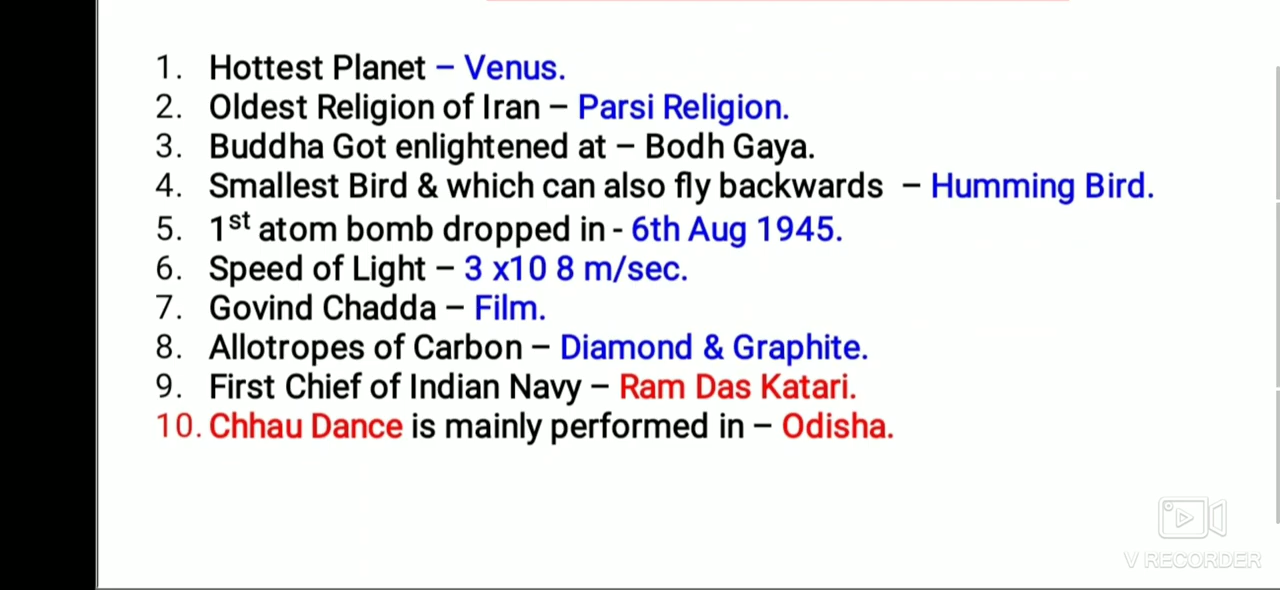 1. Hottest Planet – Venus.
2. Oldest Religion of Iran – Parsi Religion.
3. Buddha Got enlightened at – Bodh Gaya.
4. Smallest Bird & which can also fly backwards – Humming Bird.
5. 1st atom bomb dropped in - 6th Aug 1945.
6. Speed of Light – 3 x10 8 m/sec.
7. Govind Chadda – Film.
8. Allotropes of Carbon – Diamond & Graphite.
9. First Chief of Indian Navy – Ram Das Katari.
10. Chhau Dance is mainly performed in – Odisha.
V RECORDER